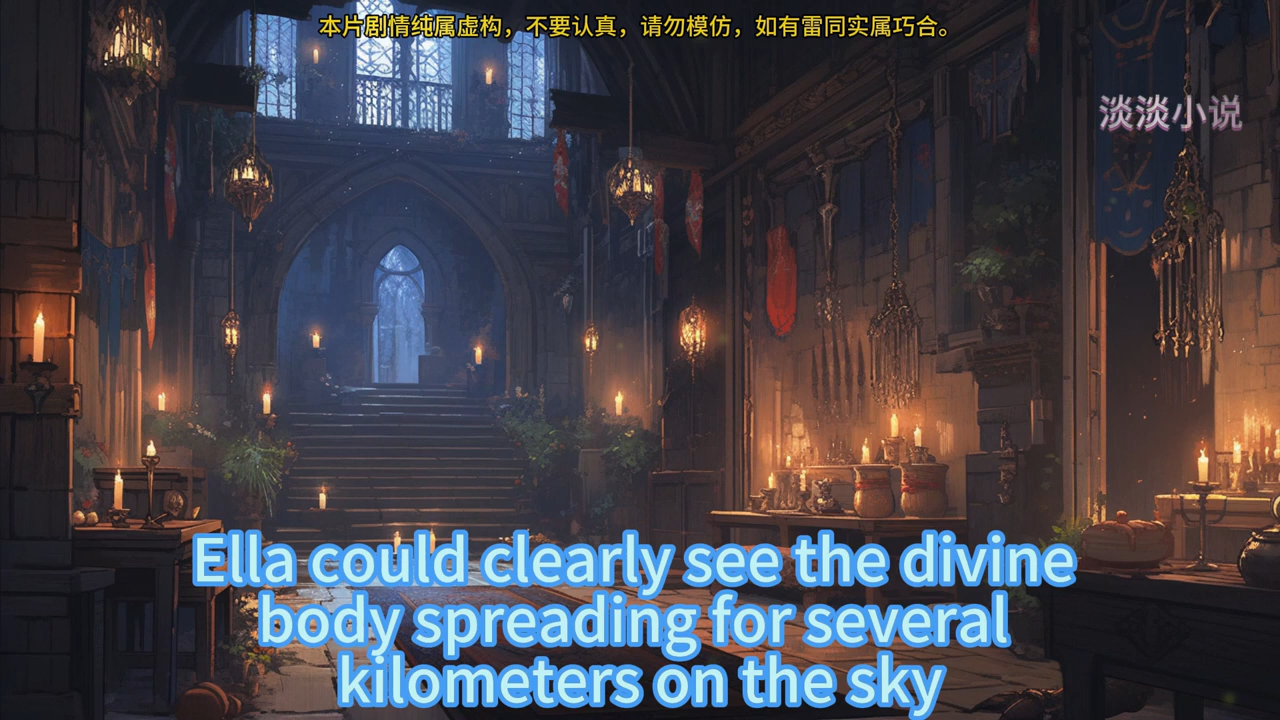 本片剧情纯属虚构，不要认真，请勿模仿，如有雷同实属巧合。
淡淡小说
Ella could clearly see the divine
body spreading for several
kilometers on the sky